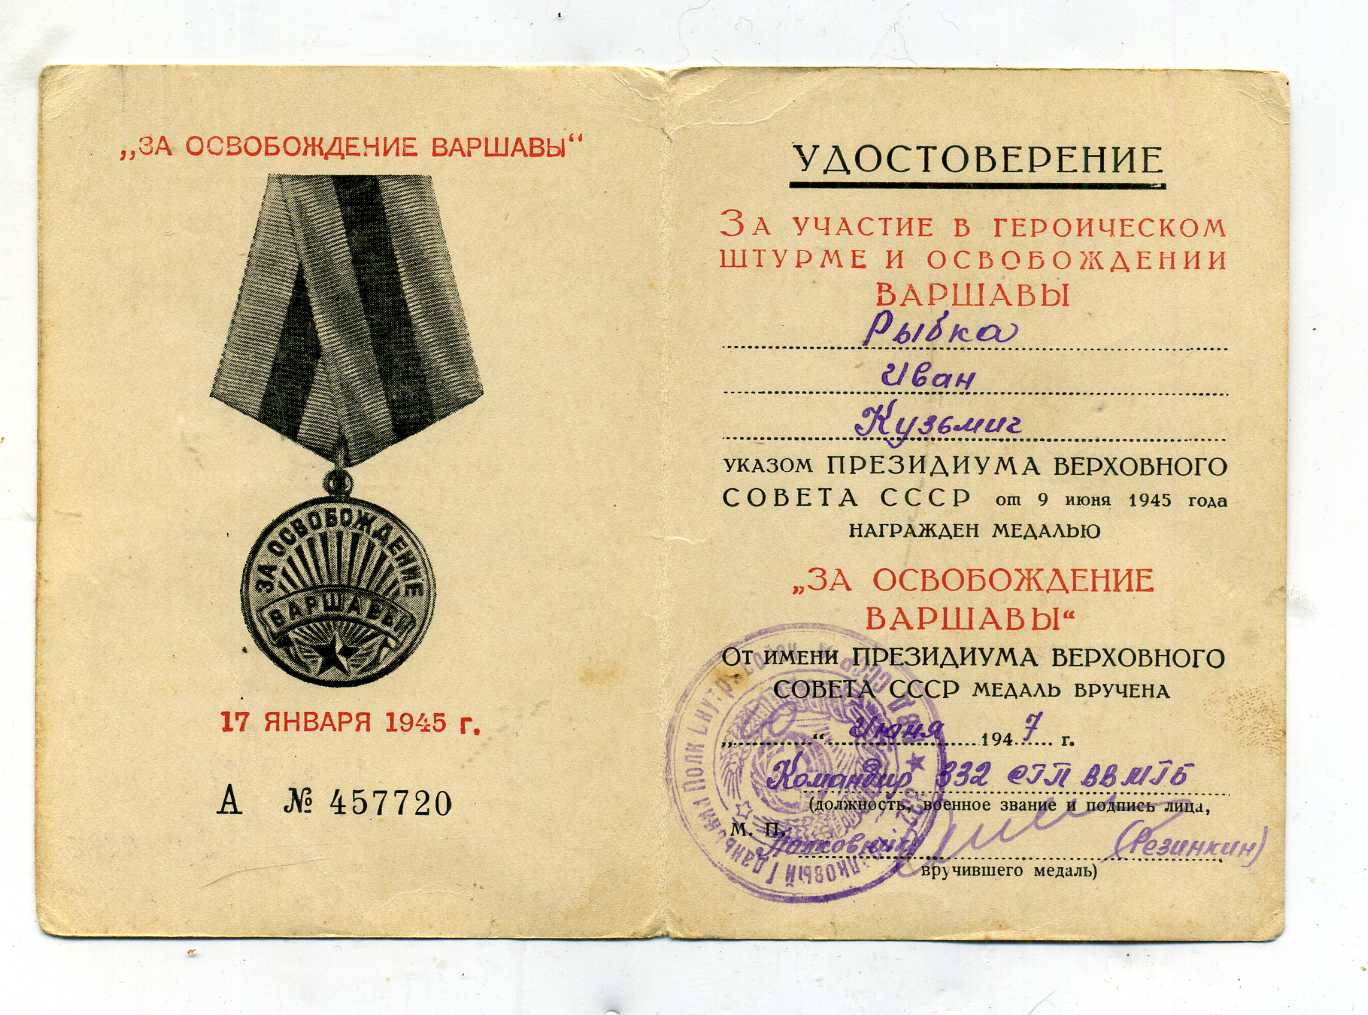 „ЗА ОСВОБОЖДЕНИЕ ВАРШАВЫ“
ЗА ОСВОБОЖДЕНИЕ
ВАРШАВЫ
17 ЯНВАРЯ 1945 г.
А № 457720
УДОСТОВЕРЕНИЕ
ЗА УЧАСТИЕ В ГЕРОИЧЕСКОМ
ШТУРМЕ И ОСВОБОЖДЕНИИ
ВАРШАВЫ
Рыбка
Иван
Кузьмич
УКАЗОМ ПРЕЗИДИУМА ВЕРХОВНОГО
СОВЕТА СССР от 9 июня 1945 года
НАГРАЖДЕН МЕДАЛЬЮ
„ЗА ОСВОБОЖДЕНИЕ
ВАРШАВЫ“
ОТ ИМЕНИ ПРЕЗИДИУМА ВЕРХОВНОГО
СОВЕТА СССР МЕДАЛЬ ВРУЧЕНА
„ “ Июня 1947 г.
Командир 332 СГП ВВ МГБ
(должность, военное звание и подпись лица,
М. П.
Полковник (Резинкин)
вручившего медаль)